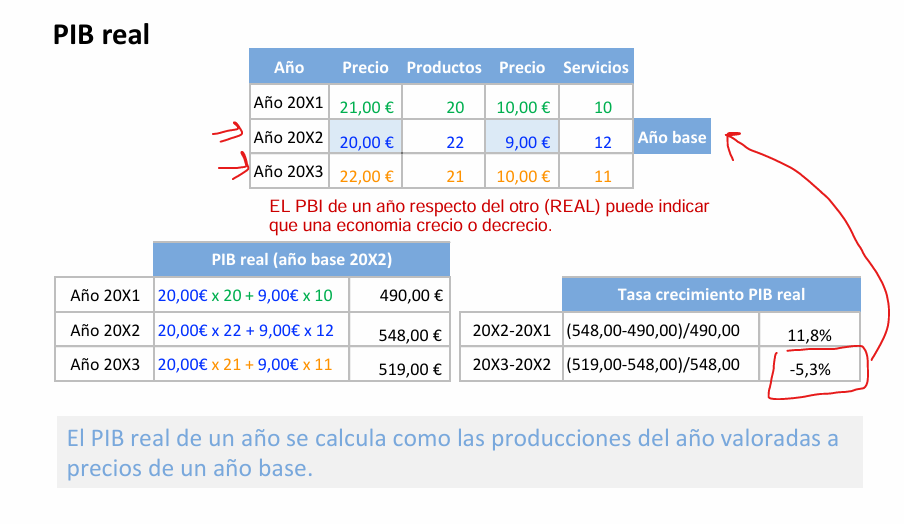 PIB real
Año Precio Productos Precio Servicios
Año 20X1 21,00 € 20 10,00 € 10
Año 20X2 20,00 € 22 9,00 € 12 Año base
Año 20X3 22,00 € 21 10,00 € 11
EL PBI de un año respecto del otro (REAL) puede indicar
que una economia crecio o decrecio.
PIB real (año base 20X2)
Año 20X1 20,00€ x 20 + 9,00€ x 10 490,00 €
Año 20X2 20,00€ x 22 + 9,00€ x 12 548,00 €
Año 20X3 20,00€ x 21 + 9,00€ x 11 519,00 €
Tasa crecimiento PIB real
20X2-20X1 (548,00-490,00)/490,00 11,8%
20X3-20X2 (519,00-548,00)/548,00 -5,3%
El PIB real de un año se calcula como las producciones del año valoradas a
precios de un año base.